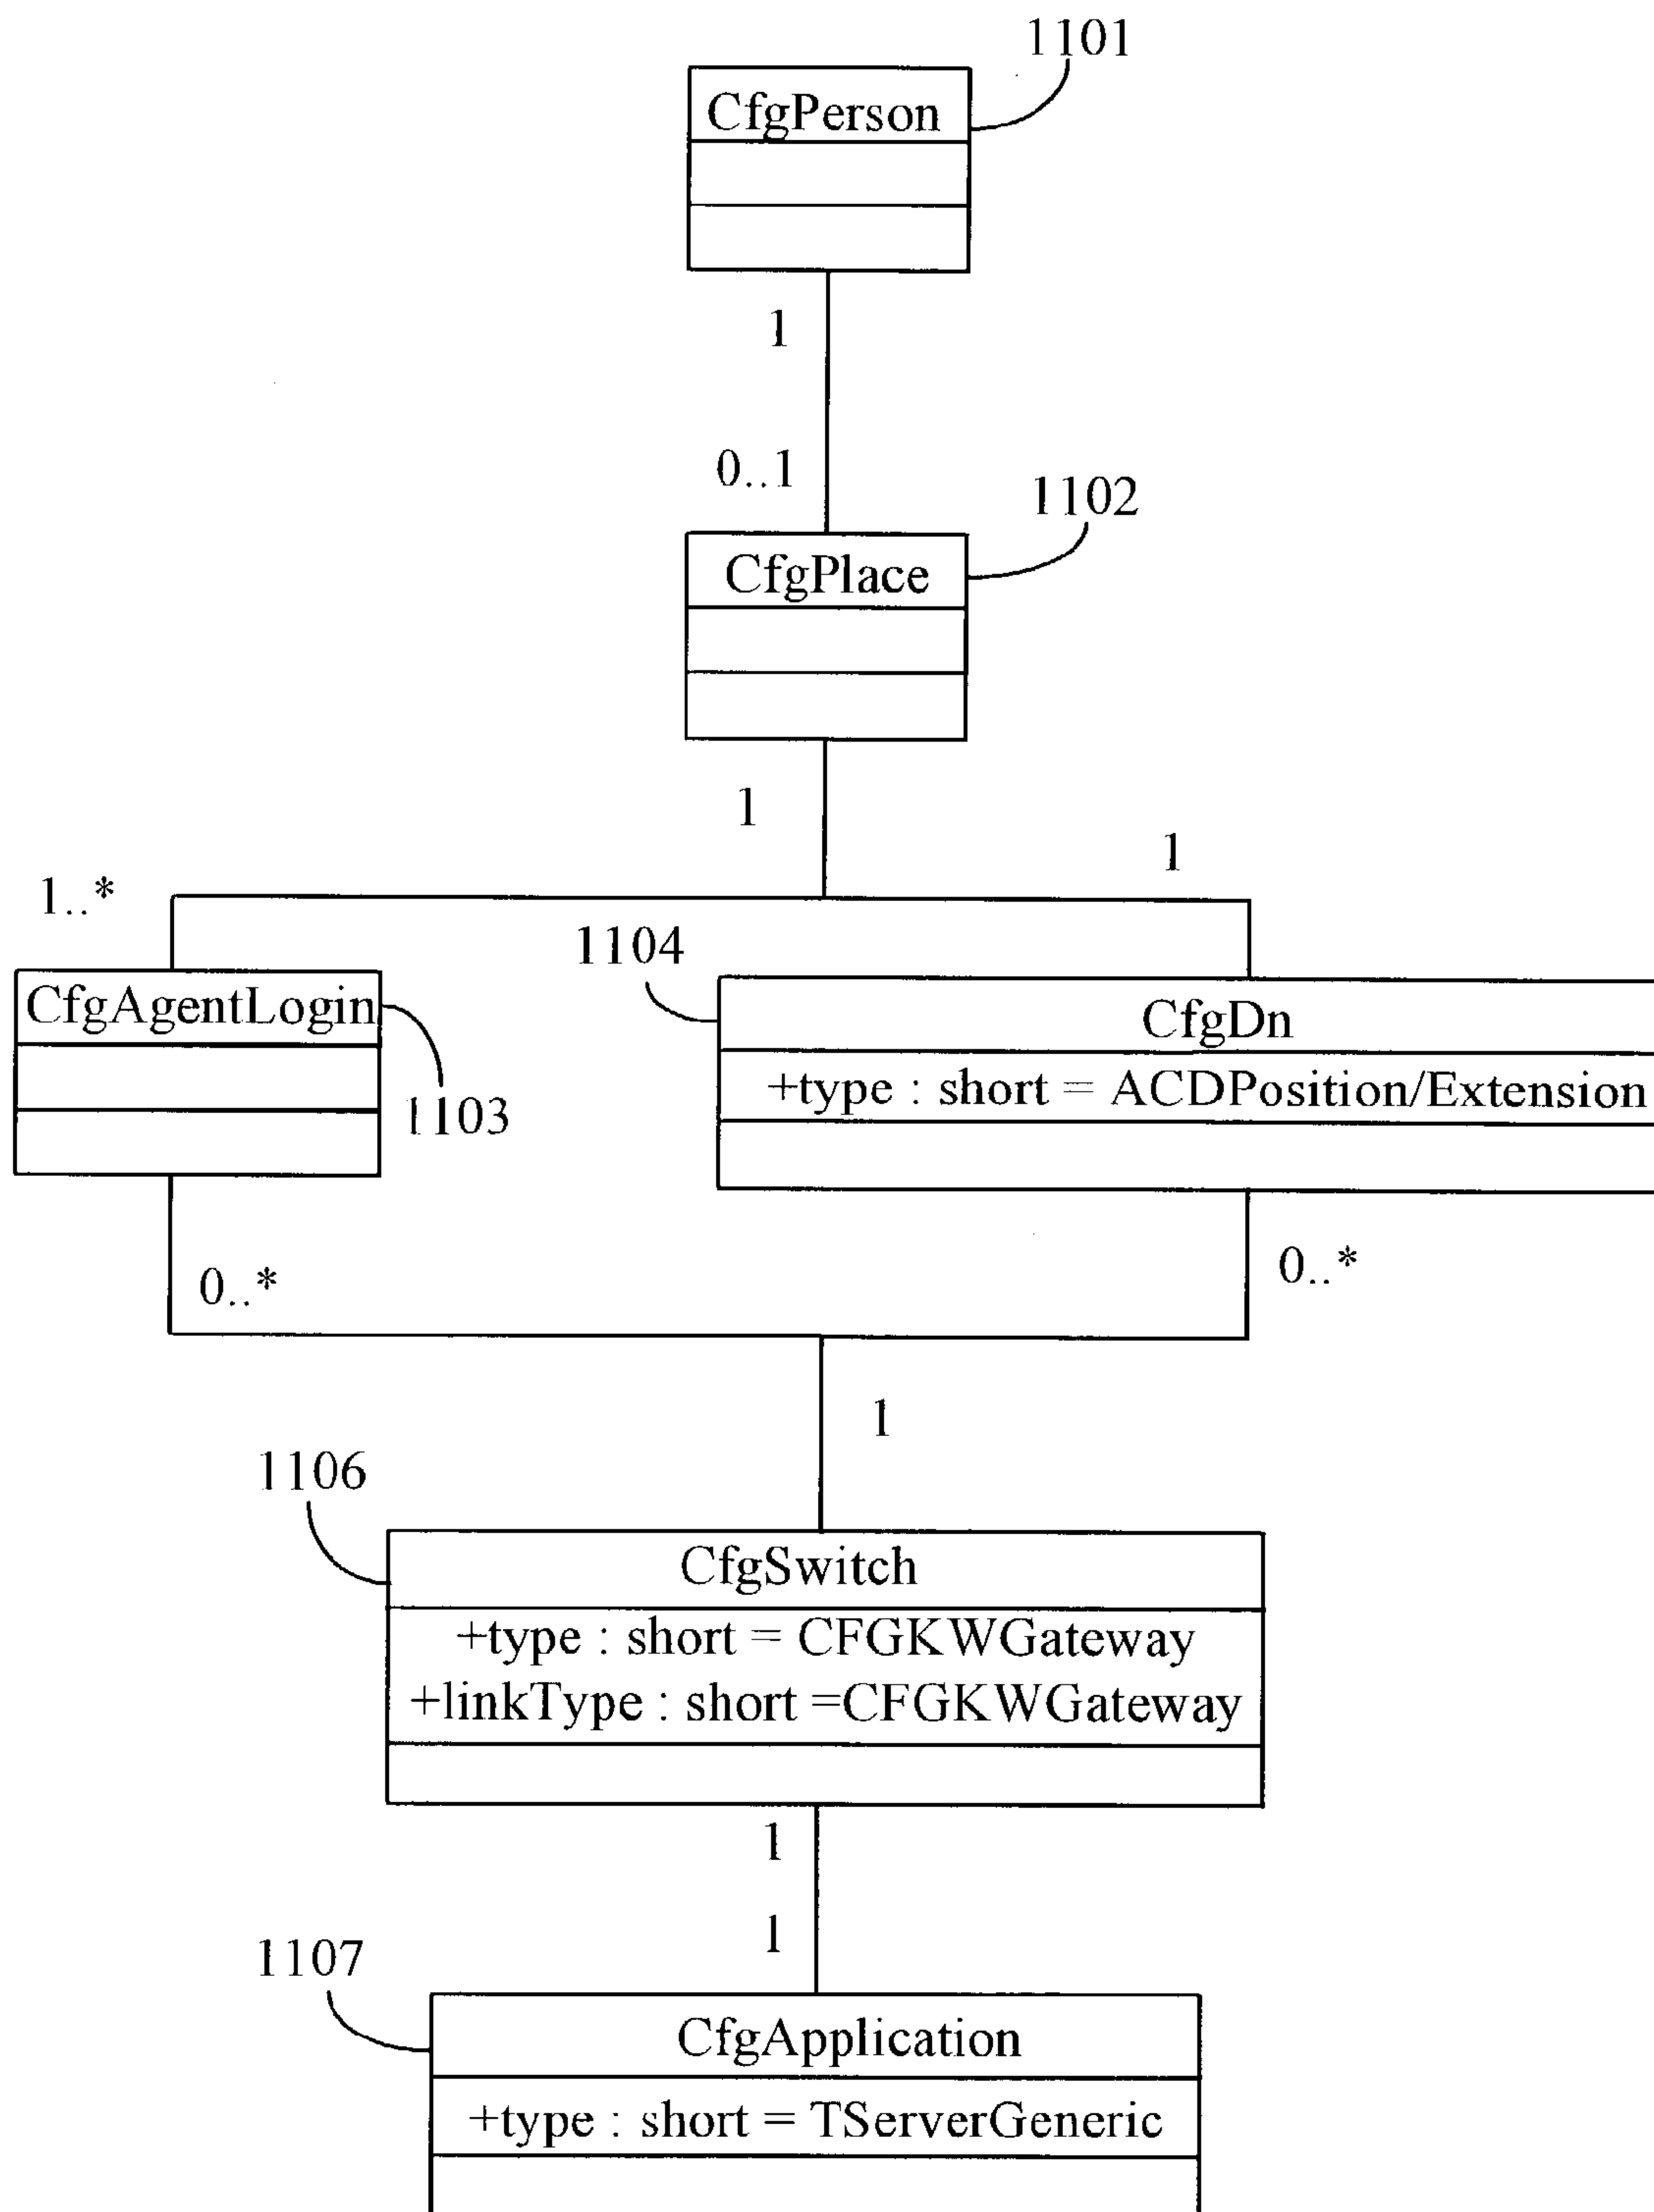 1101
CfgPerson
1
0..1
1102
CfgPlace
1
1
1..*
1104
CfgAgentLogin
CfgDn
+type : short = ACDPosition/Extension
1103
0..*
0..*
1
1106
CfgSwitch
+type : short = CFGKWGateway
+linkType : short =CFGKWGateway
1
1
1107
CfgApplication
+type : short = TServerGeneric